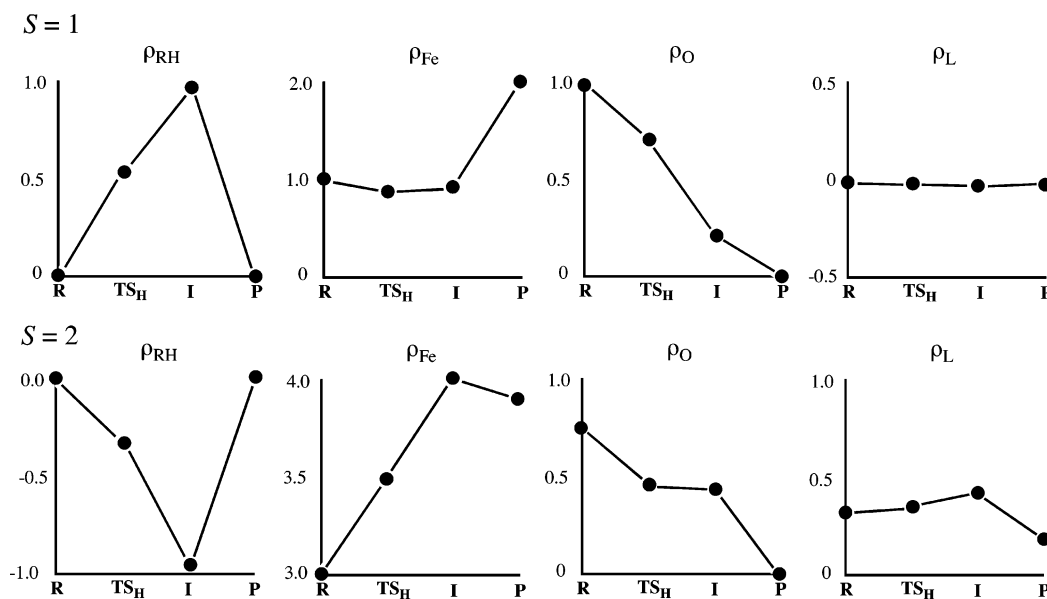 S = 1
ρRH ρFe ρO ρL
1.0 2.0 1.0 0.5
0.5 1.0 0.5 0
0 0 0 -0.5
R TSH I P R TSH I P R TSH I P R TSH I
S = 2
ρRH ρFe ρO ρL
0.0 4.0 1.0 1.0
-0.5 3.5 0.5 0.5
-1.0 3.0 0 0
R TSH I P R TSH I P R TSH I P R TSH I P